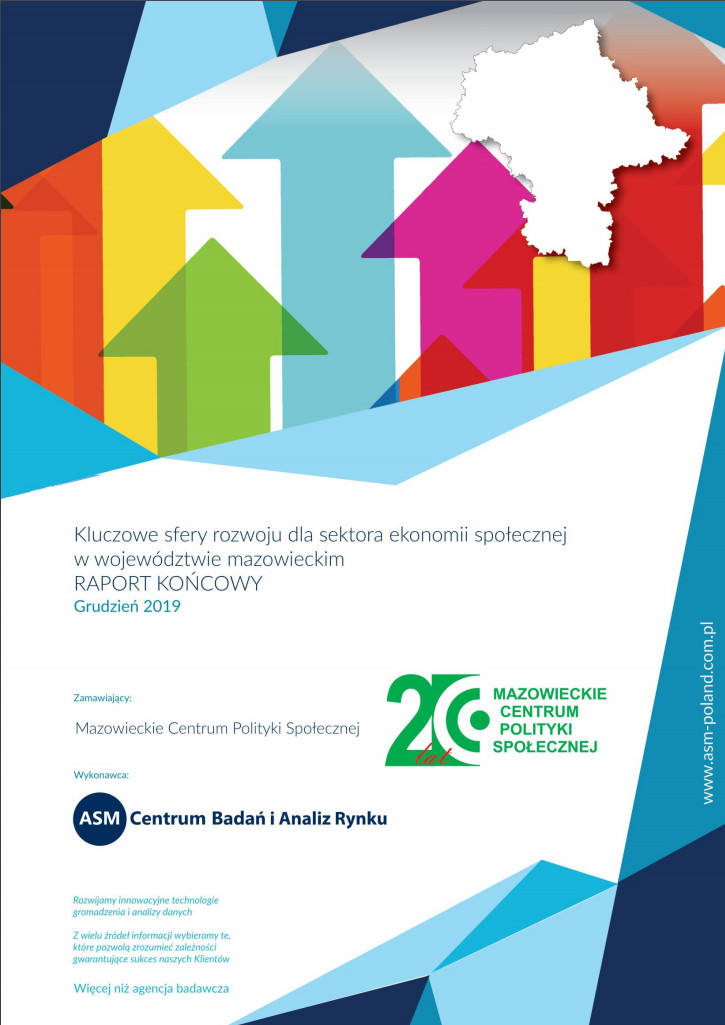 Kluczowe sfery rozwoju dla sektora ekonomii społecznej
w województwie mazowieckim
RAPORT KOŃCOWY
Grudzień 2019
www.asm-poland.com.pl
Zamawiający:
Mazowieckie Centrum Polityki Społecznej
20
lat
MAZOWIECKIE
CENTRUM
POLITYKI
SPOŁECZNEJ
Wykonawca:
ASM Centrum Badań i Analiz Rynku
Rozwijamy innowacyjne technologie
gromadzenia i analizy danych
Z wielu źródeł informacji wybieramy te,
które pozwolą zrozumieć zależności
gwarantujące sukces naszych Klientów
Więcej niż agencja badawcza